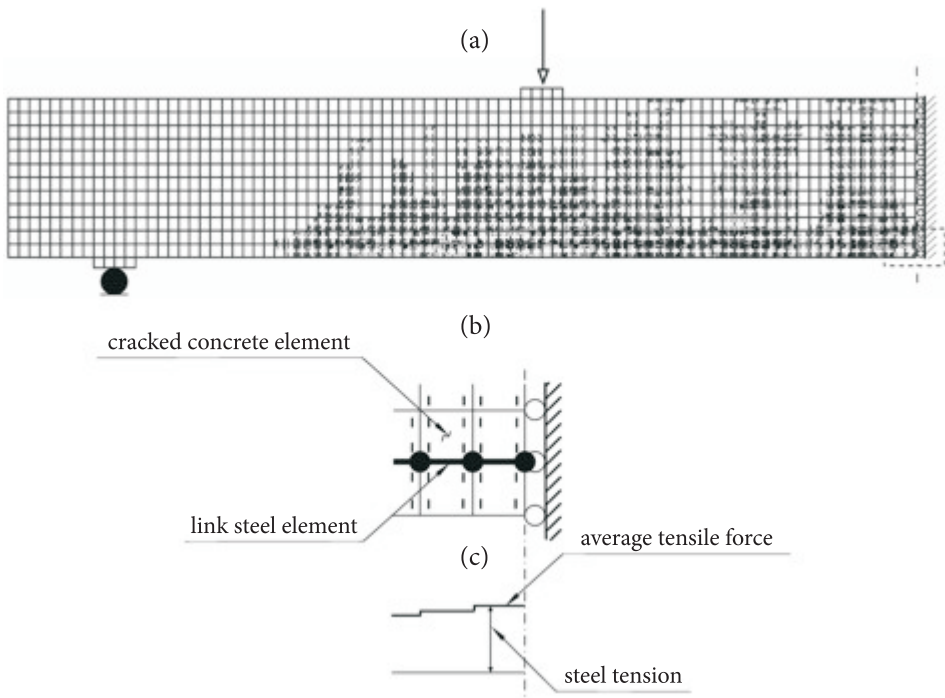 (a)
(b)
cracked concrete element
link steel element
average tensile force
(c)
steel tension